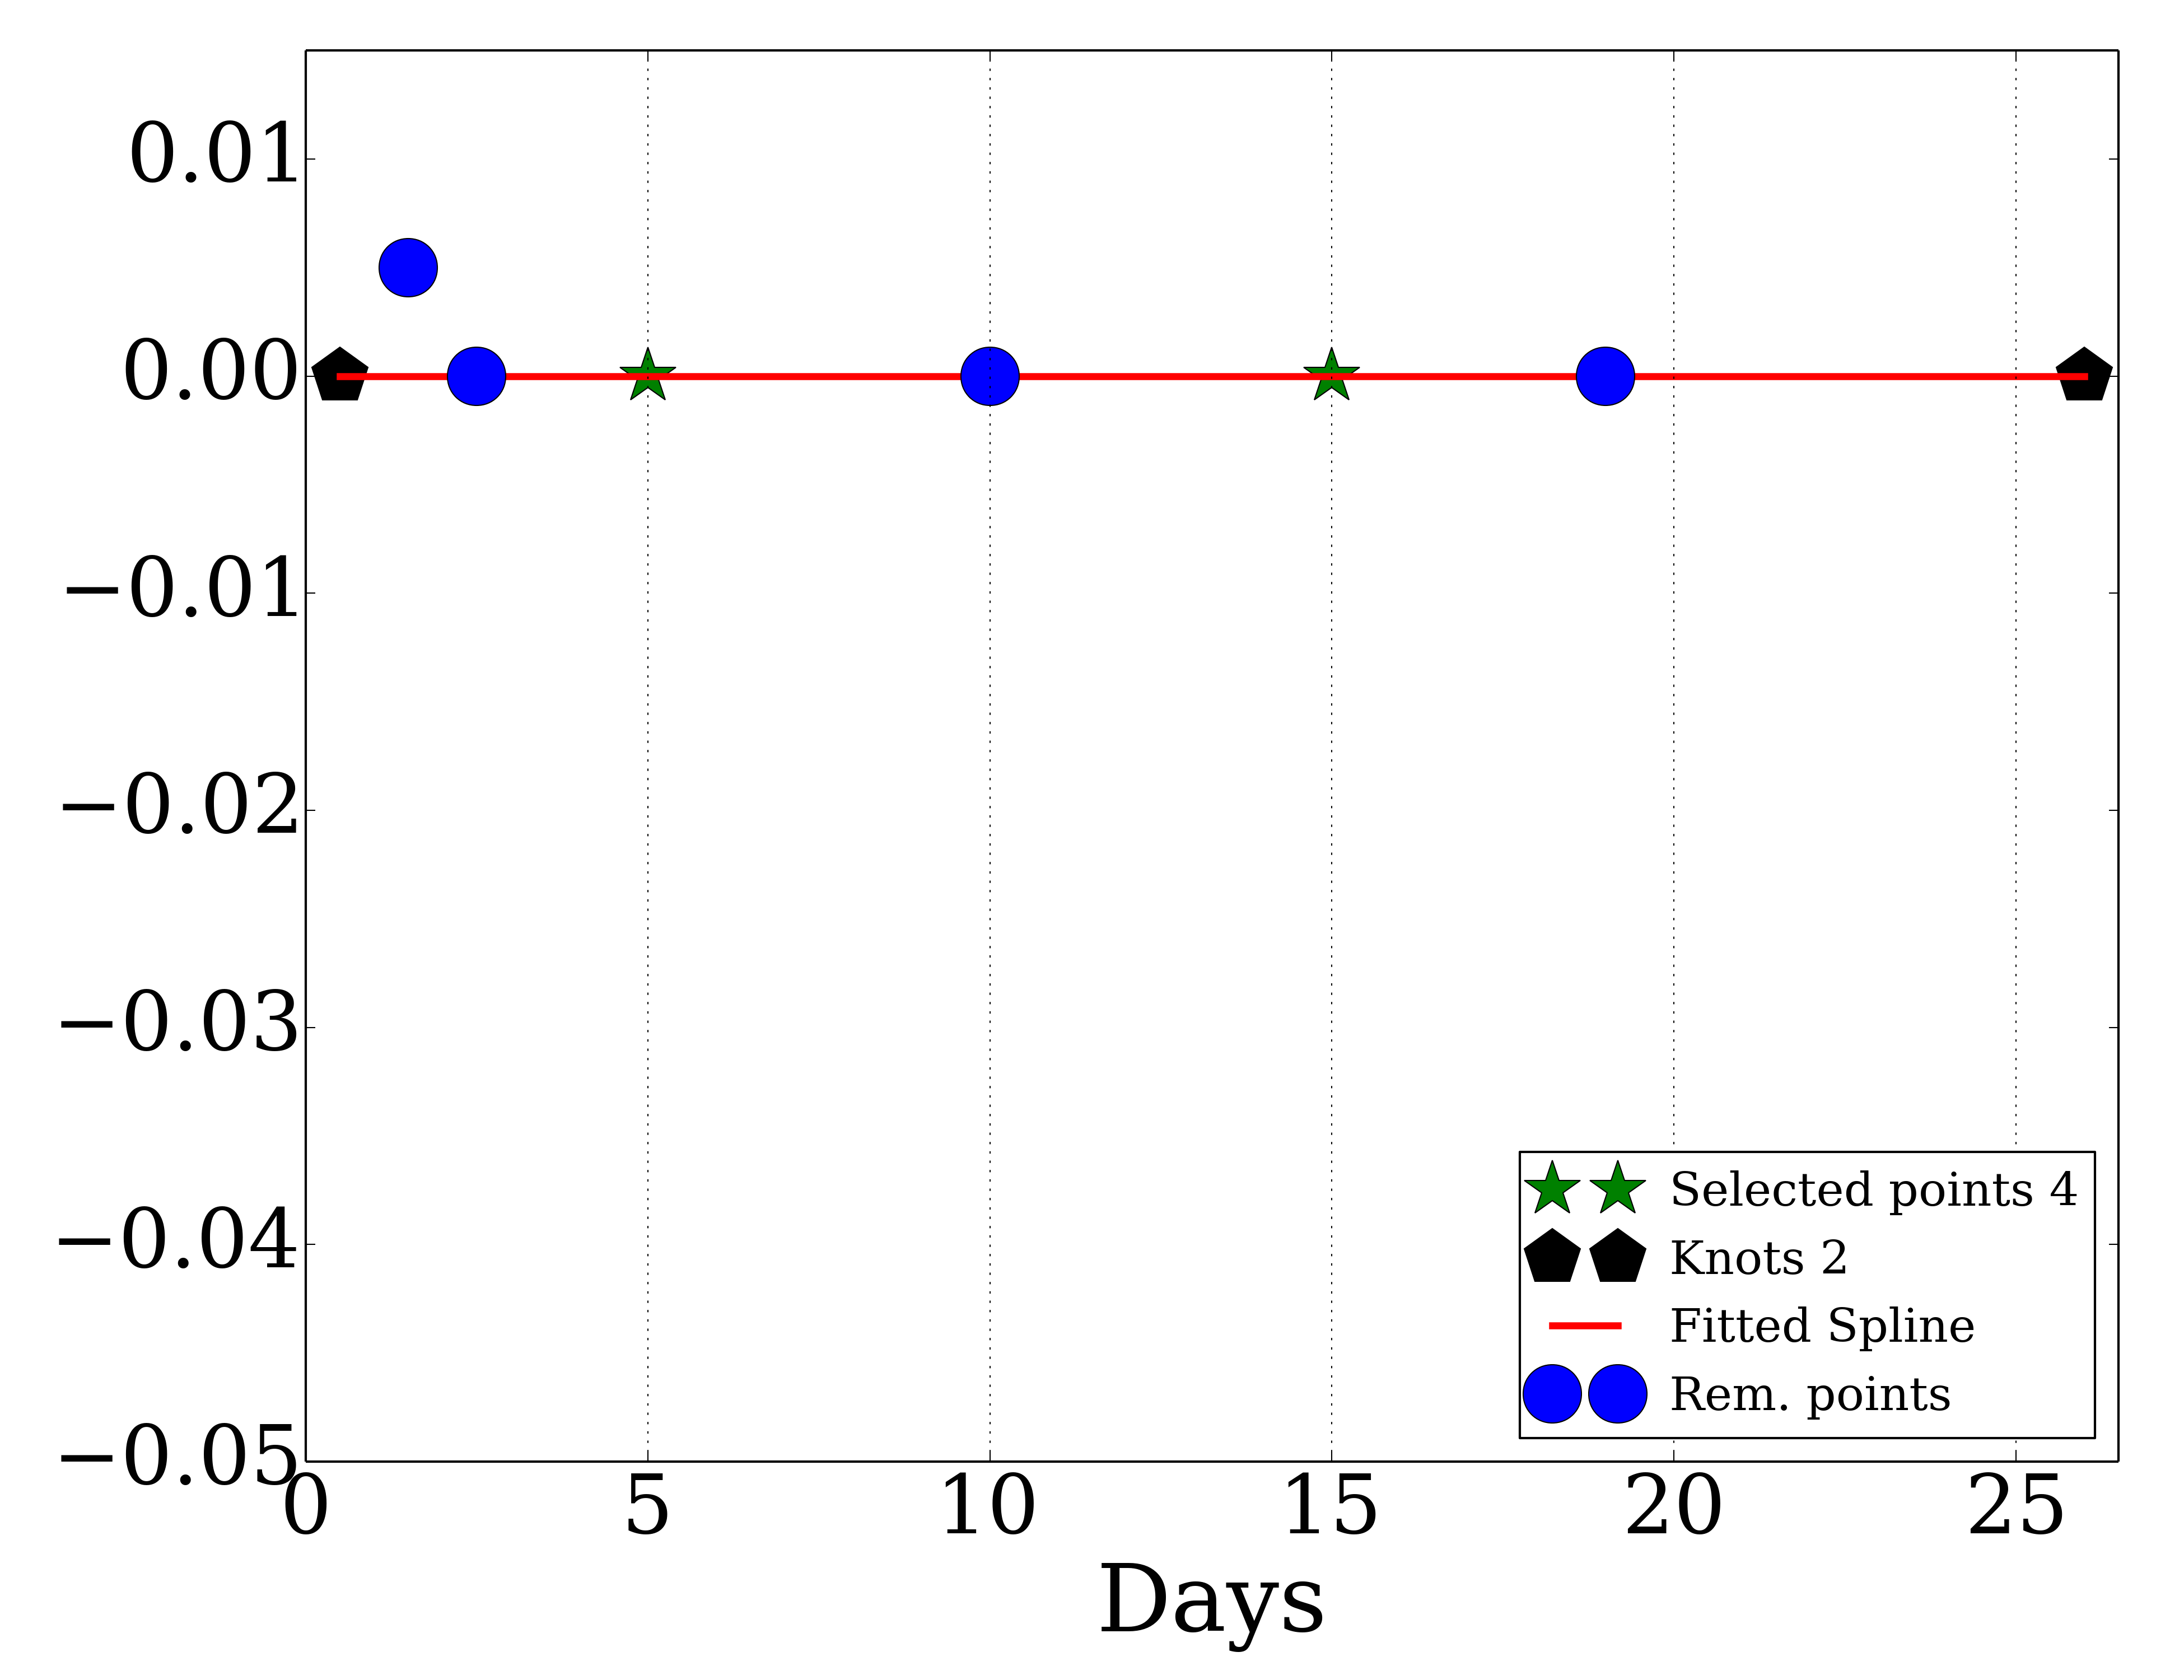 0.01
0.00
−0.01
−0.02
−0.03
−0.04
−0.05
0 5 10 15 20 25
Days
Selected points 4
Knots 2
Fitted Spline
Rem. points